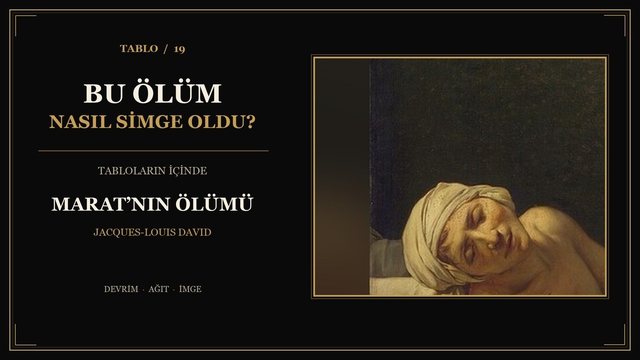 TABLO / 19
BU ÖLÜM
NASIL SİMGE OLDU?
TABLOLARIN İÇİNDE
MARAT’NIN ÖLÜMÜ
JACQUES-LOUIS DAVID
DEVRİM · AĞIT · İMGE